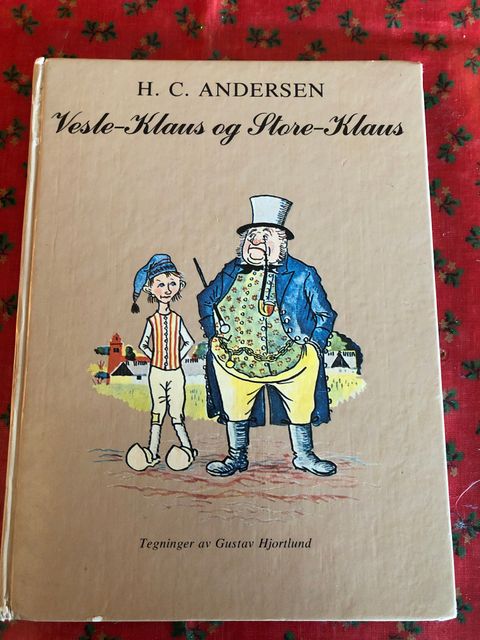 H. C. ANDERSEN
Vesle-Klaus og Store-Klaus
Tegninger av Gustav Hjortlund